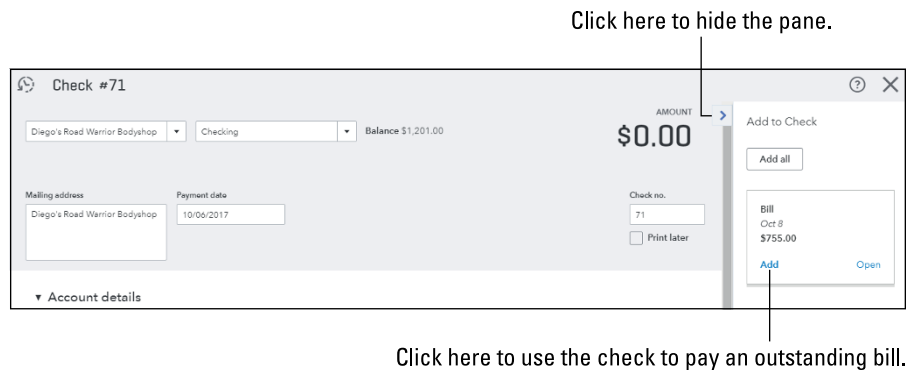 Click here to hide the pane.
Check #71
Diego's Road Warrior Bodyshop
Checking
Balance $1,201.00
AMOUNT
$0.00
Mailing address
Diego's Road Warrior Bodyshop
Payment date
10/06/2017
Check no.
71
Print later
Account details
Add to Check
Add all
Bill
Oct 8
$755.00
Add Open
Click here to use the check to pay an outstanding bill.